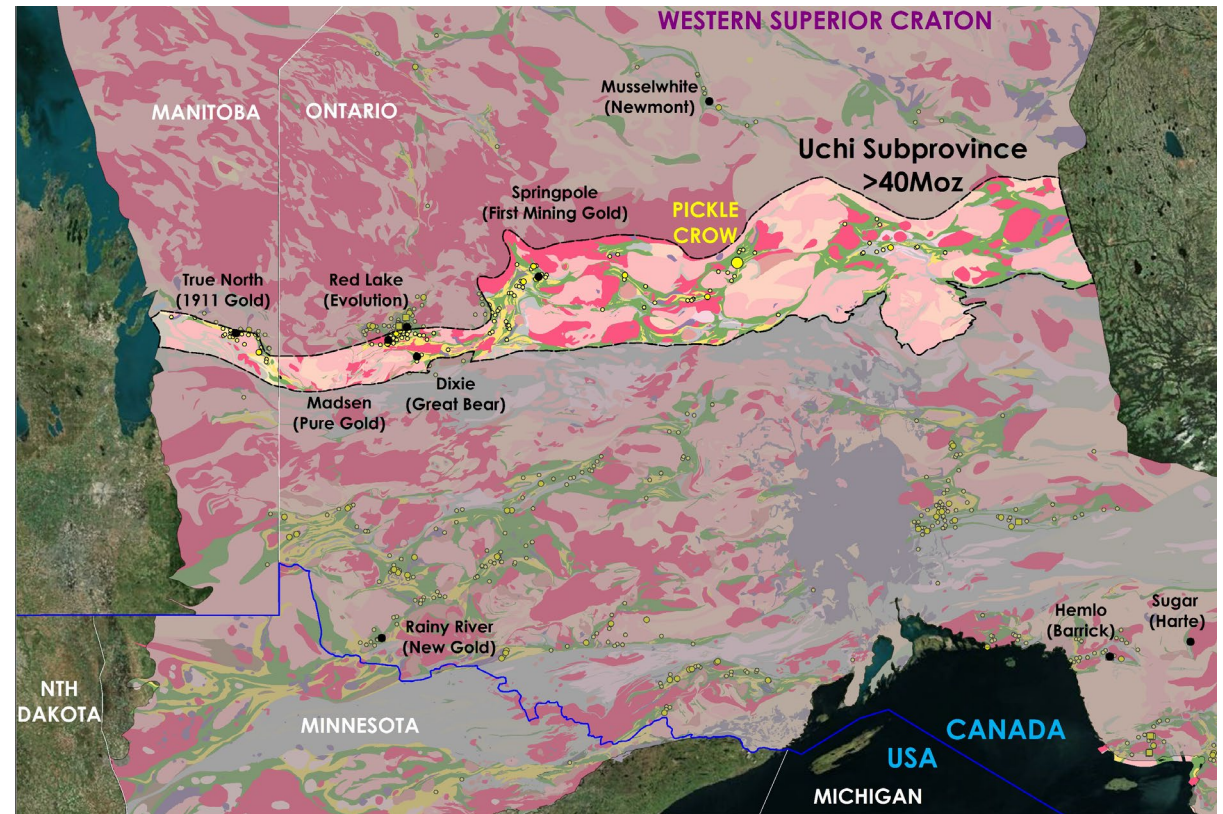 WESTERN SUPERIOR CRATON
Musselwhite
(Newmont)
MANITOBA
ONTARIO
Uchi Subprovince
>40Moz
Springpole
(First Mining Gold)
PICKLE
CROW
True North
(1911 Gold)
Red Lake
(Evolution)
Dixie
(Great Bear)
Madsen
(Pure Gold)
Hemlo
(Barrick)
Sugar
(Harte)
Rainy River
(New Gold)
NTH
DAKOTA
MINNESOTA
CANADA
USA
MICHIGAN